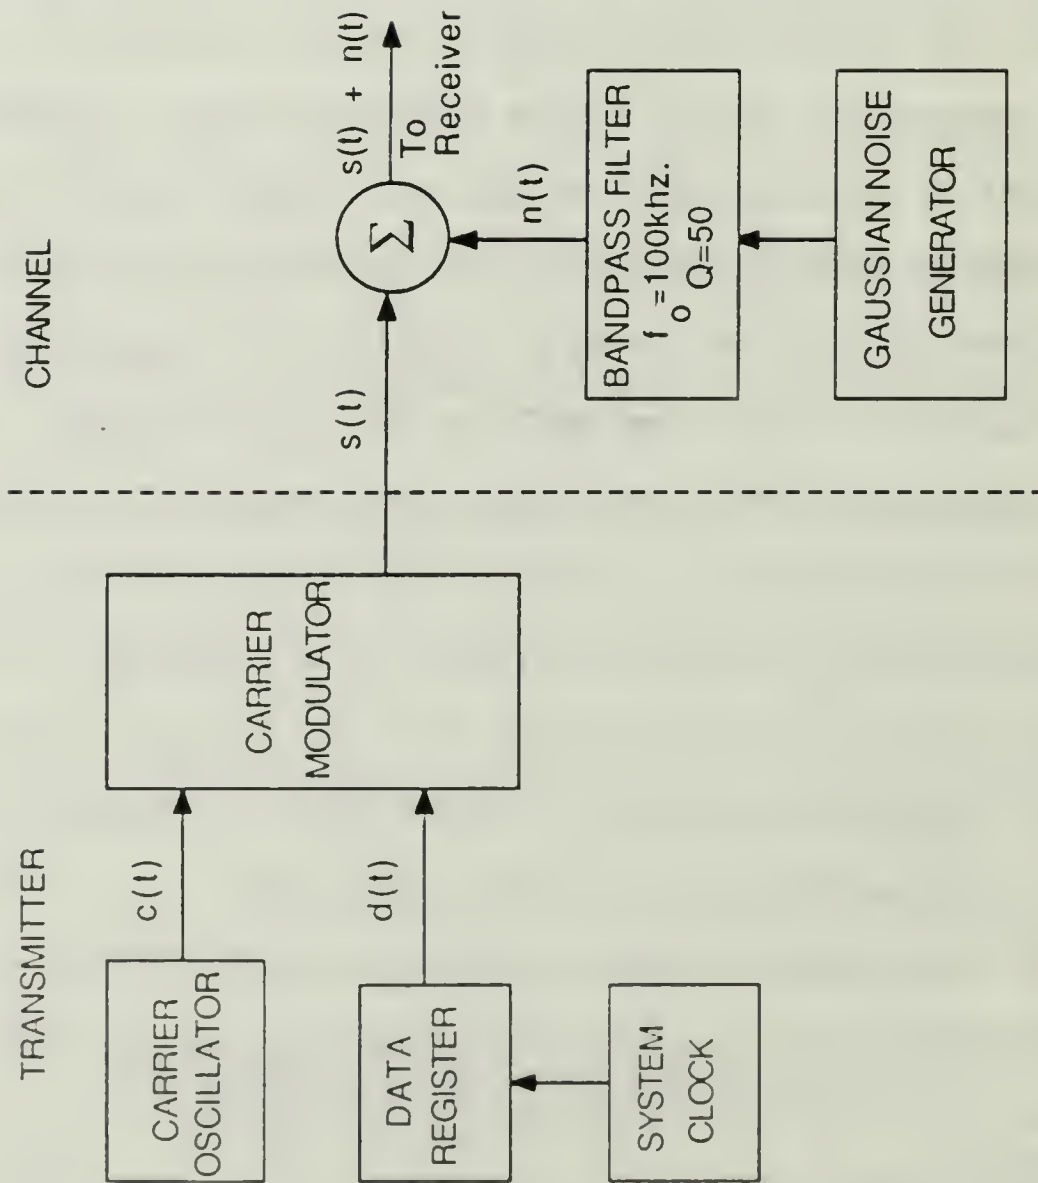 TRANSMITTER
CHANNEL
CARRIER
OSCILLATOR
c(t)
CARRIER
MODULATOR
s(t)
Σ
s(t) + n(t)
To
Receiver
DATA
REGISTER
d(t)
n(t)
BANDPASS FILTER
fo =100khz.
Q=50
SYSTEM
CLOCK
GAUSSIAN NOISE
GENERATOR